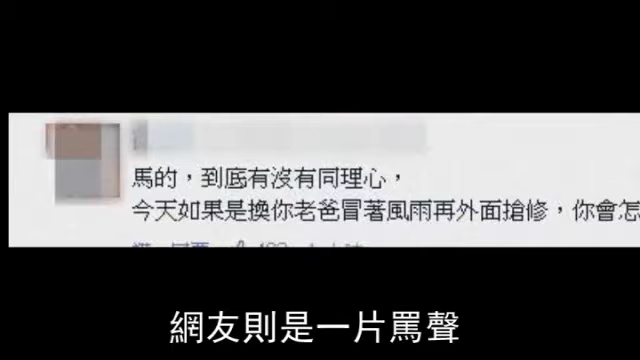 馬的，到底有沒有同理心，
今天如果是換你老爸冒著風雨再外面搶修，你會怎
網友則是一片罵聲